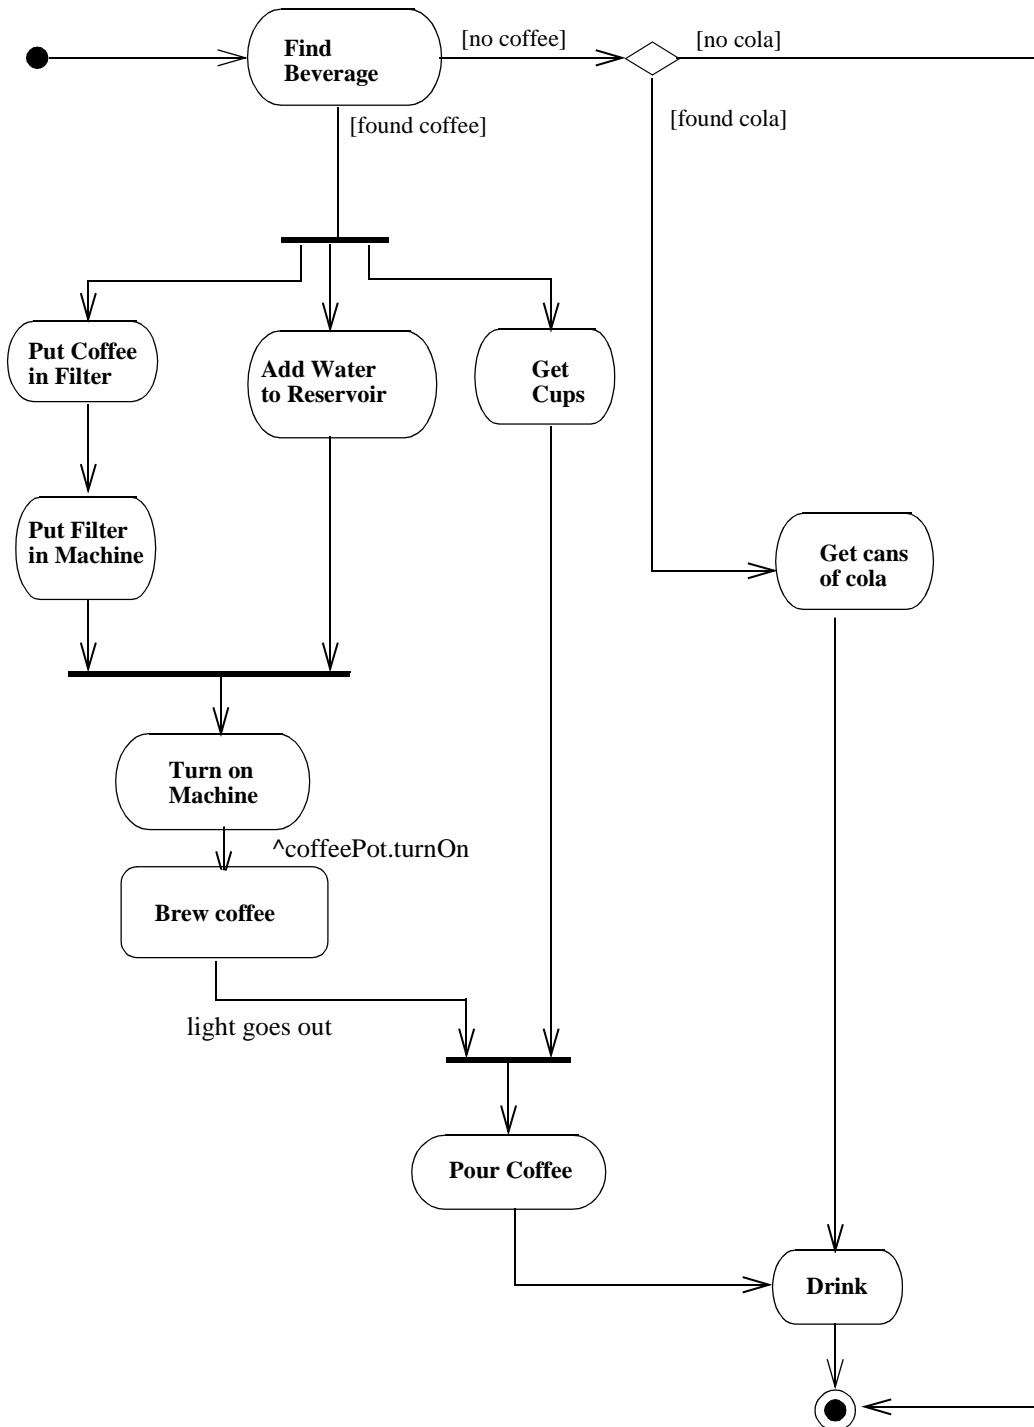 Find
Beverage
[no coffee]
[no cola]
[found coffee]
[found cola]
Put Coffee
in Filter
Add Water
to Reservoir
Get
Cups
Put Filter
in Machine
Get cans
of cola
Turn on
Machine
^coffeePot.turnOn
Brew coffee
light goes out
Pour Coffee
Drink